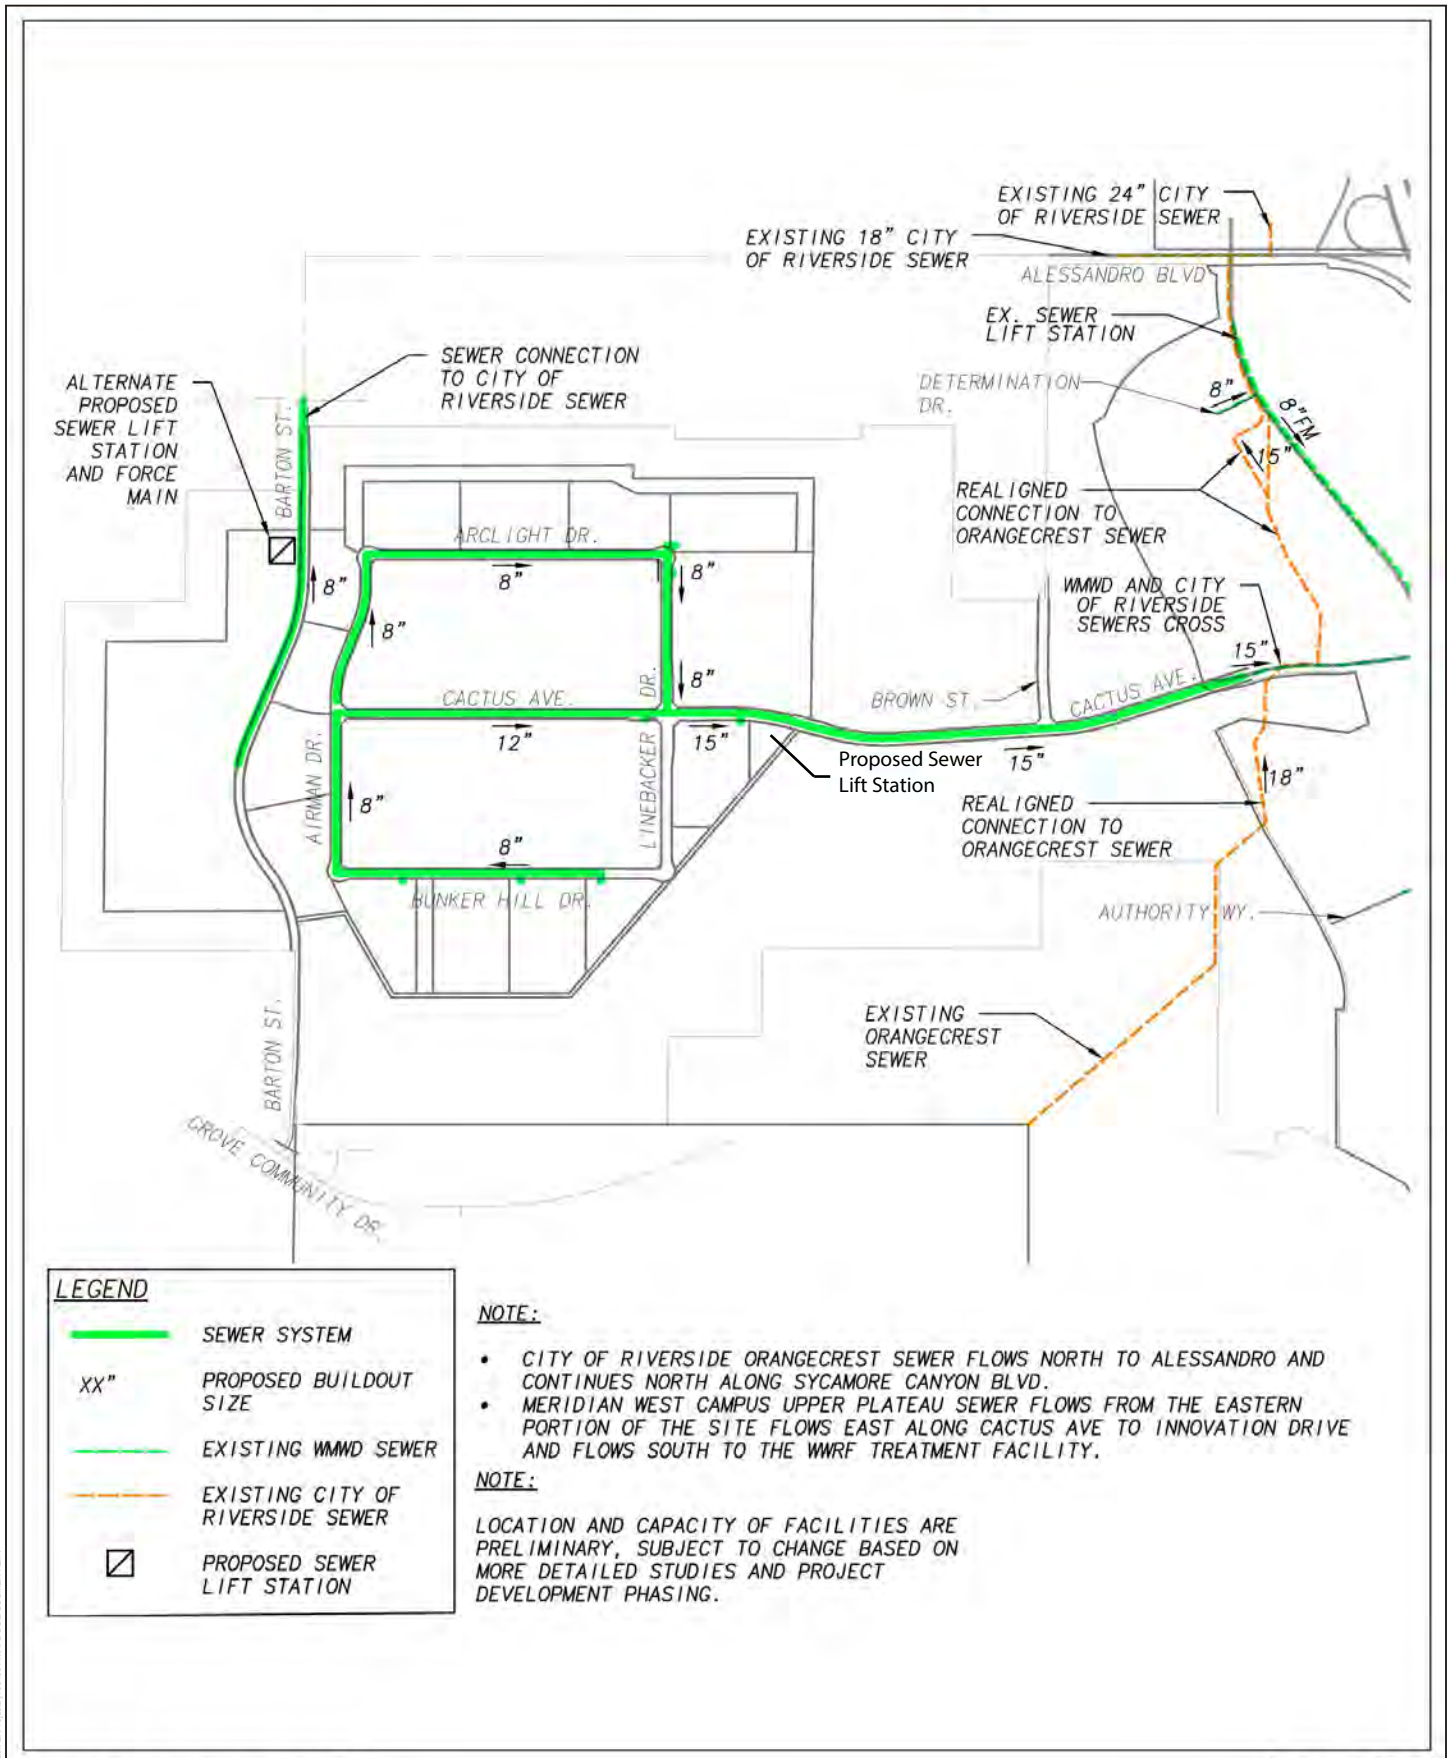 EXISTING 24” CITY
OF RIVERSIDE SEWER
EXISTING 18” CITY
OF RIVERSIDE SEWER
ALESSANDRO BLVD
EX. SEWER
LIFT STATION
SEWER CONNECTION
TO CITY OF
RIVERSIDE SEWER
ALTERNATE
PROPOSED
SEWER LIFT
STATION
AND FORCE
MAIN
BARTON ST.
DETERMINATION
DR.
8”
8”FM
15”
REALIGNED
CONNECTION TO
ORANGECREST SEWER
ARCLIGHT DR.
8”
8”
8”
8”
WMWD AND CITY
OF RIVERSIDE
SEWERS CROSS
15”
8”
CACTUS AVE.
DR.
BROWN ST.
CACTUS AVE.
12”
15”
15”
Proposed Sewer
Lift Station
AIRMAN DR.
LINEBACKER
8”
18”
REALIGNED
CONNECTION TO
ORANGECREST SEWER
8”
BUNKER HILL DR.
AUTHORITY WY.
EXISTING
ORANGECREST
SEWER
BARTON ST.
GROVE COMMUNITY DR.
LEGEND
SEWER SYSTEM
XX”
PROPOSED BUILDOUT
SIZE
EXISTING WMWD SEWER
EXISTING CITY OF
RIVERSIDE SEWER
PROPOSED SEWER
LIFT STATION
NOTE:
• CITY OF RIVERSIDE ORANGECREST SEWER FLOWS NORTH TO ALESSANDRO AND
CONTINUES NORTH ALONG SYCAMORE CANYON BLVD.
• MERIDIAN WEST CAMPUS UPPER PLATEAU SEWER FLOWS FROM THE EASTERN
PORTION OF THE SITE FLOWS EAST ALONG CACTUS AVE TO INNOVATION DRIVE
AND FLOWS SOUTH TO THE WWRF TREATMENT FACILITY.
NOTE:
LOCATION AND CAPACITY OF FACILITIES ARE
PRELIMINARY, SUBJECT TO CHANGE BASED ON
MORE DETAILED STUDIES AND PROJECT
DEVELOPMENT PHASING.